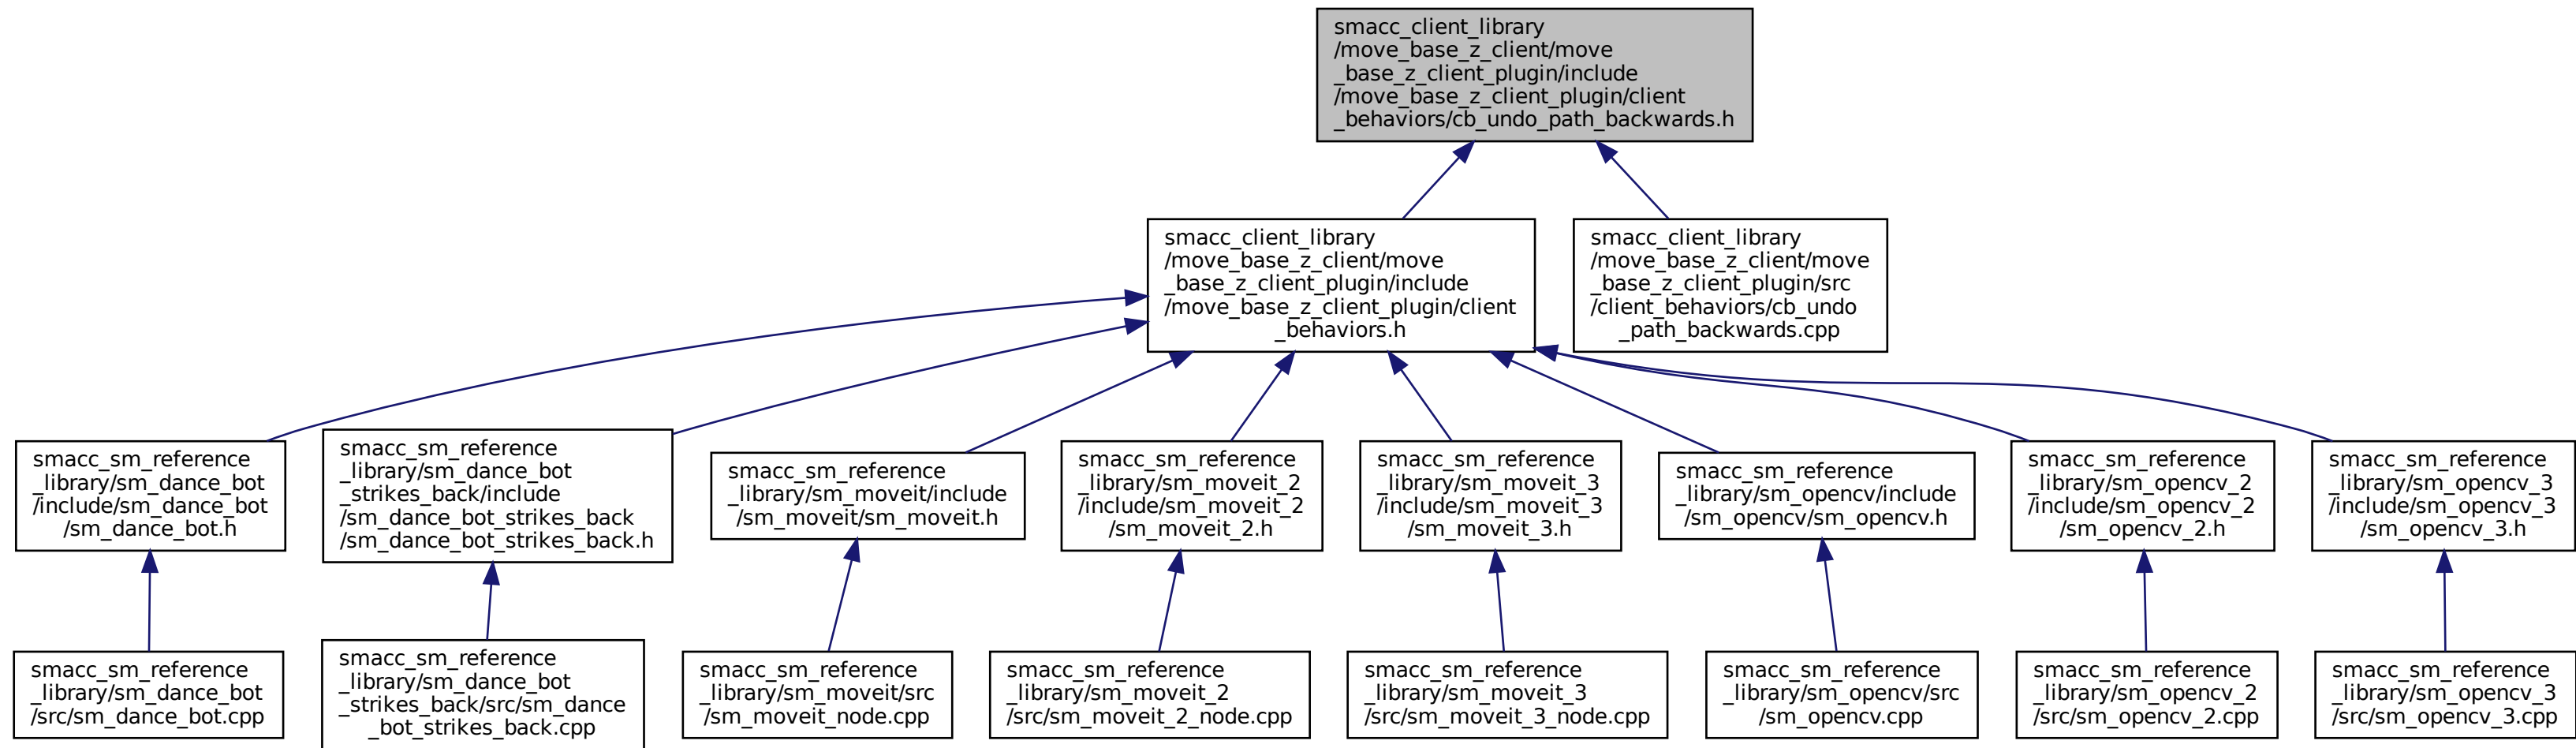 smacc_client_library
/move_base_z_client/move
_base_z_client_plugin/include
/move_base_z_client_plugin/client
_behaviors/cb_undo_path_backwards.h
smacc_client_library
/move_base_z_client/move
_base_z_client_plugin/include
/move_base_z_client_plugin/client
_behaviors.h
smacc_client_library
/move_base_z_client/move
_base_z_client_plugin/src
/client_behaviors/cb_undo
_path_backwards.cpp
smacc_sm_reference
_library/sm_dance_bot
/include/sm_dance_bot
/sm_dance_bot.h
smacc_sm_reference
_library/sm_dance_bot
_strikes_back/include
/sm_dance_bot_strikes_back
/sm_dance_bot_strikes_back.h
smacc_sm_reference
_library/sm_moveit/include
/sm_moveit/sm_moveit.h
smacc_sm_reference
_library/sm_moveit_2
/include/sm_moveit_2
/sm_moveit_2.h
smacc_sm_reference
_library/sm_moveit_3
/include/sm_moveit_3
/sm_moveit_3.h
smacc_sm_reference
_library/sm_opencv/include
/sm_opencv/sm_opencv.h
smacc_sm_reference
_library/sm_opencv_2
/include/sm_opencv_2
/sm_opencv_2.h
smacc_sm_reference
_library/sm_opencv_3
/include/sm_opencv_3
/sm_opencv_3.h
smacc_sm_reference
_library/sm_dance_bot
/src/sm_dance_bot.cpp
smacc_sm_reference
_library/sm_dance_bot
_strikes_back/src/sm_dance
_bot_strikes_back.cpp
smacc_sm_reference
_library/sm_moveit/src
/sm_moveit_node.cpp
smacc_sm_reference
_library/sm_moveit_2
/src/sm_moveit_2_node.cpp
smacc_sm_reference
_library/sm_moveit_3
/src/sm_moveit_3_node.cpp
smacc_sm_reference
_library/sm_opencv/src
/sm_opencv.cpp
smacc_sm_reference
_library/sm_opencv_2
/src/sm_opencv_2.cpp
smacc_sm_reference
_library/sm_opencv_3
/src/sm_opencv_3.cpp